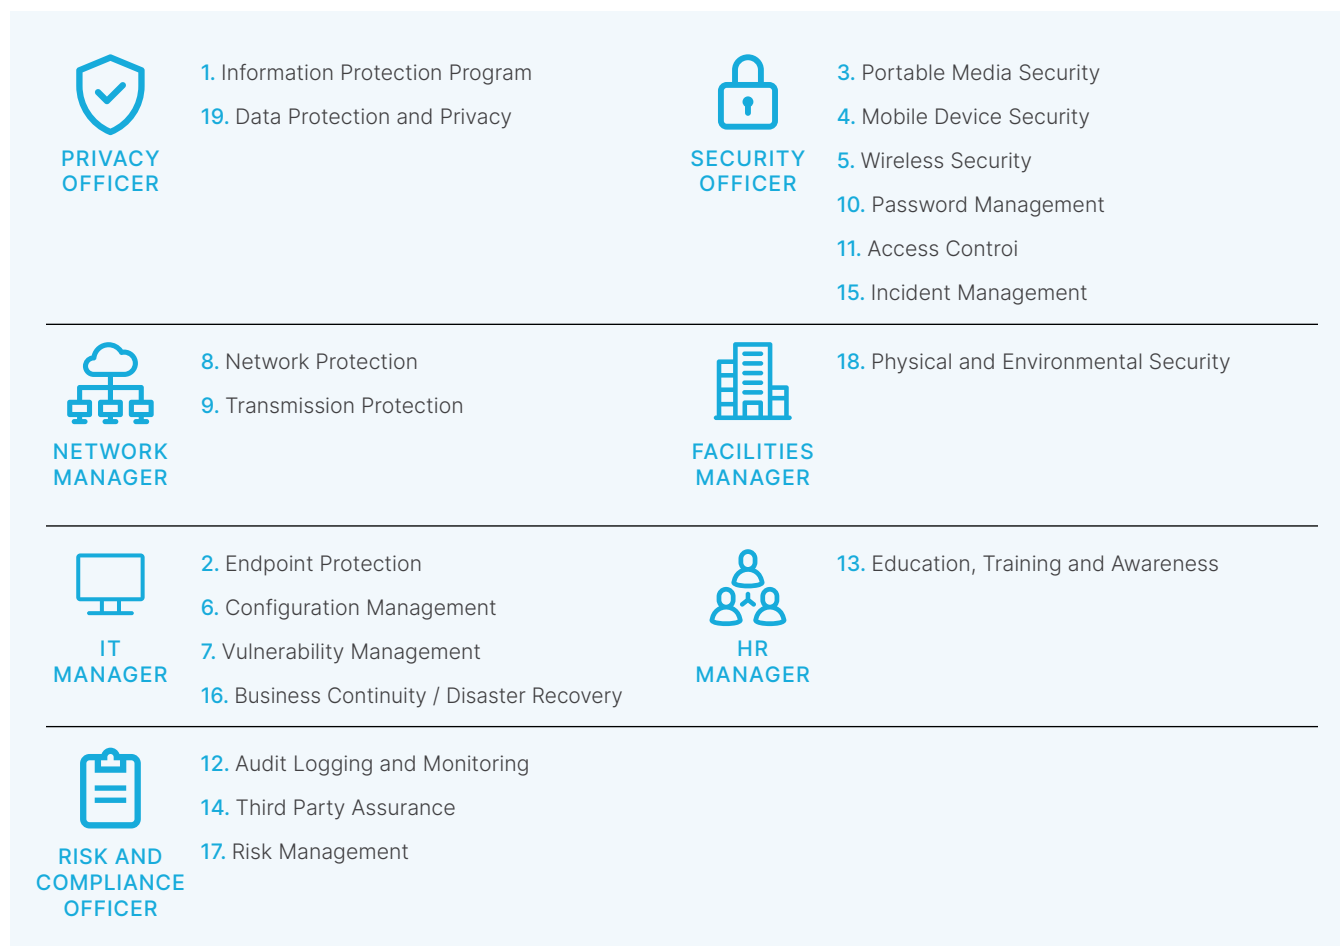 PRIVACY
OFFICER
1. Information Protection Program
19. Data Protection and Privacy
SECURITY
OFFICER
3. Portable Media Security
4. Mobile Device Security
5. Wireless Security
10. Password Management
11. Access Controi
15. Incident Management
NETWORK
MANAGER
8. Network Protection
9. Transmission Protection
FACILITIES
MANAGER
18. Physical and Environmental Security
IT
MANAGER
2. Endpoint Protection
6. Configuration Management
7. Vulnerability Management
16. Business Continuity / Disaster Recovery
HR
MANAGER
13. Education, Training and Awareness
RISK AND
COMPLIANCE
OFFICER
12. Audit Logging and Monitoring
14. Third Party Assurance
17. Risk Management